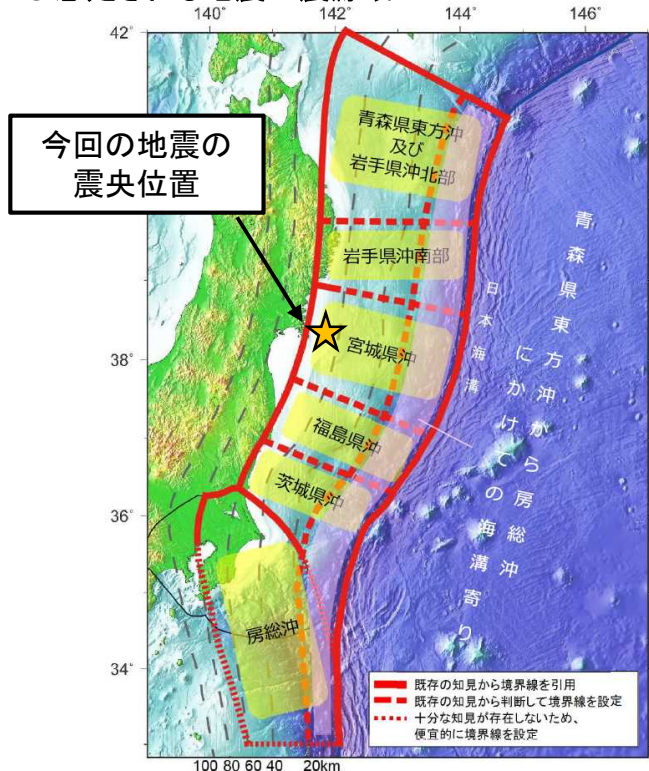 140°
142°
144°
146°
42°
今回の地震の
震央位置
青森県東方沖
及び
岩手県沖北部
岩手県沖南部
宮城県沖
38°
福島県沖
茨城県沖
36°
房総沖
34°
日本海溝
青森県東方沖から房総沖
にかけての海溝寄り
既存の知見から境界線を引用
既存の知見から判断して境界線を設定
十分な知見が存在しないため、
便宜的に境界線を設定
100 80 60 40 20km